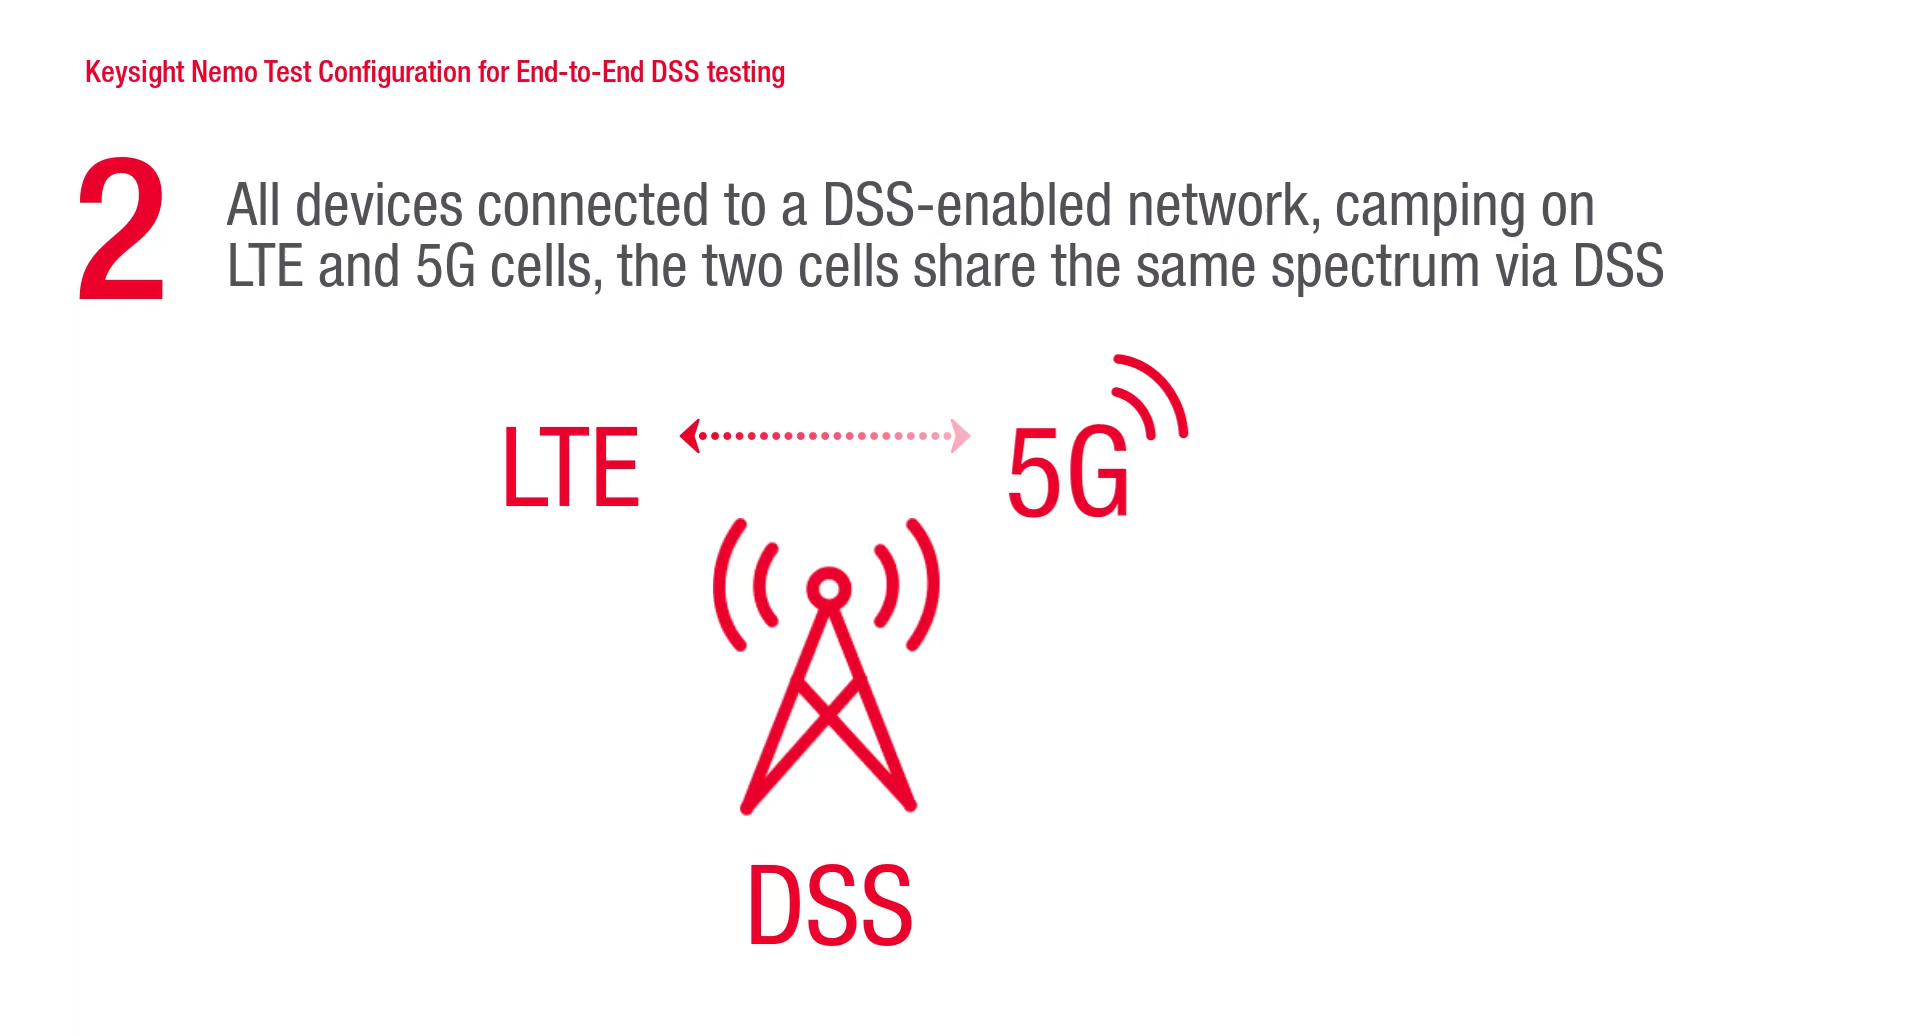 Keysight Nemo Test Configuration for End-to-End DSS testing
2
All devices connected to a DSS-enabled network, camping on
LTE and 5G cells, the two cells share the same spectrum via DSS
LTE
5G
DSS